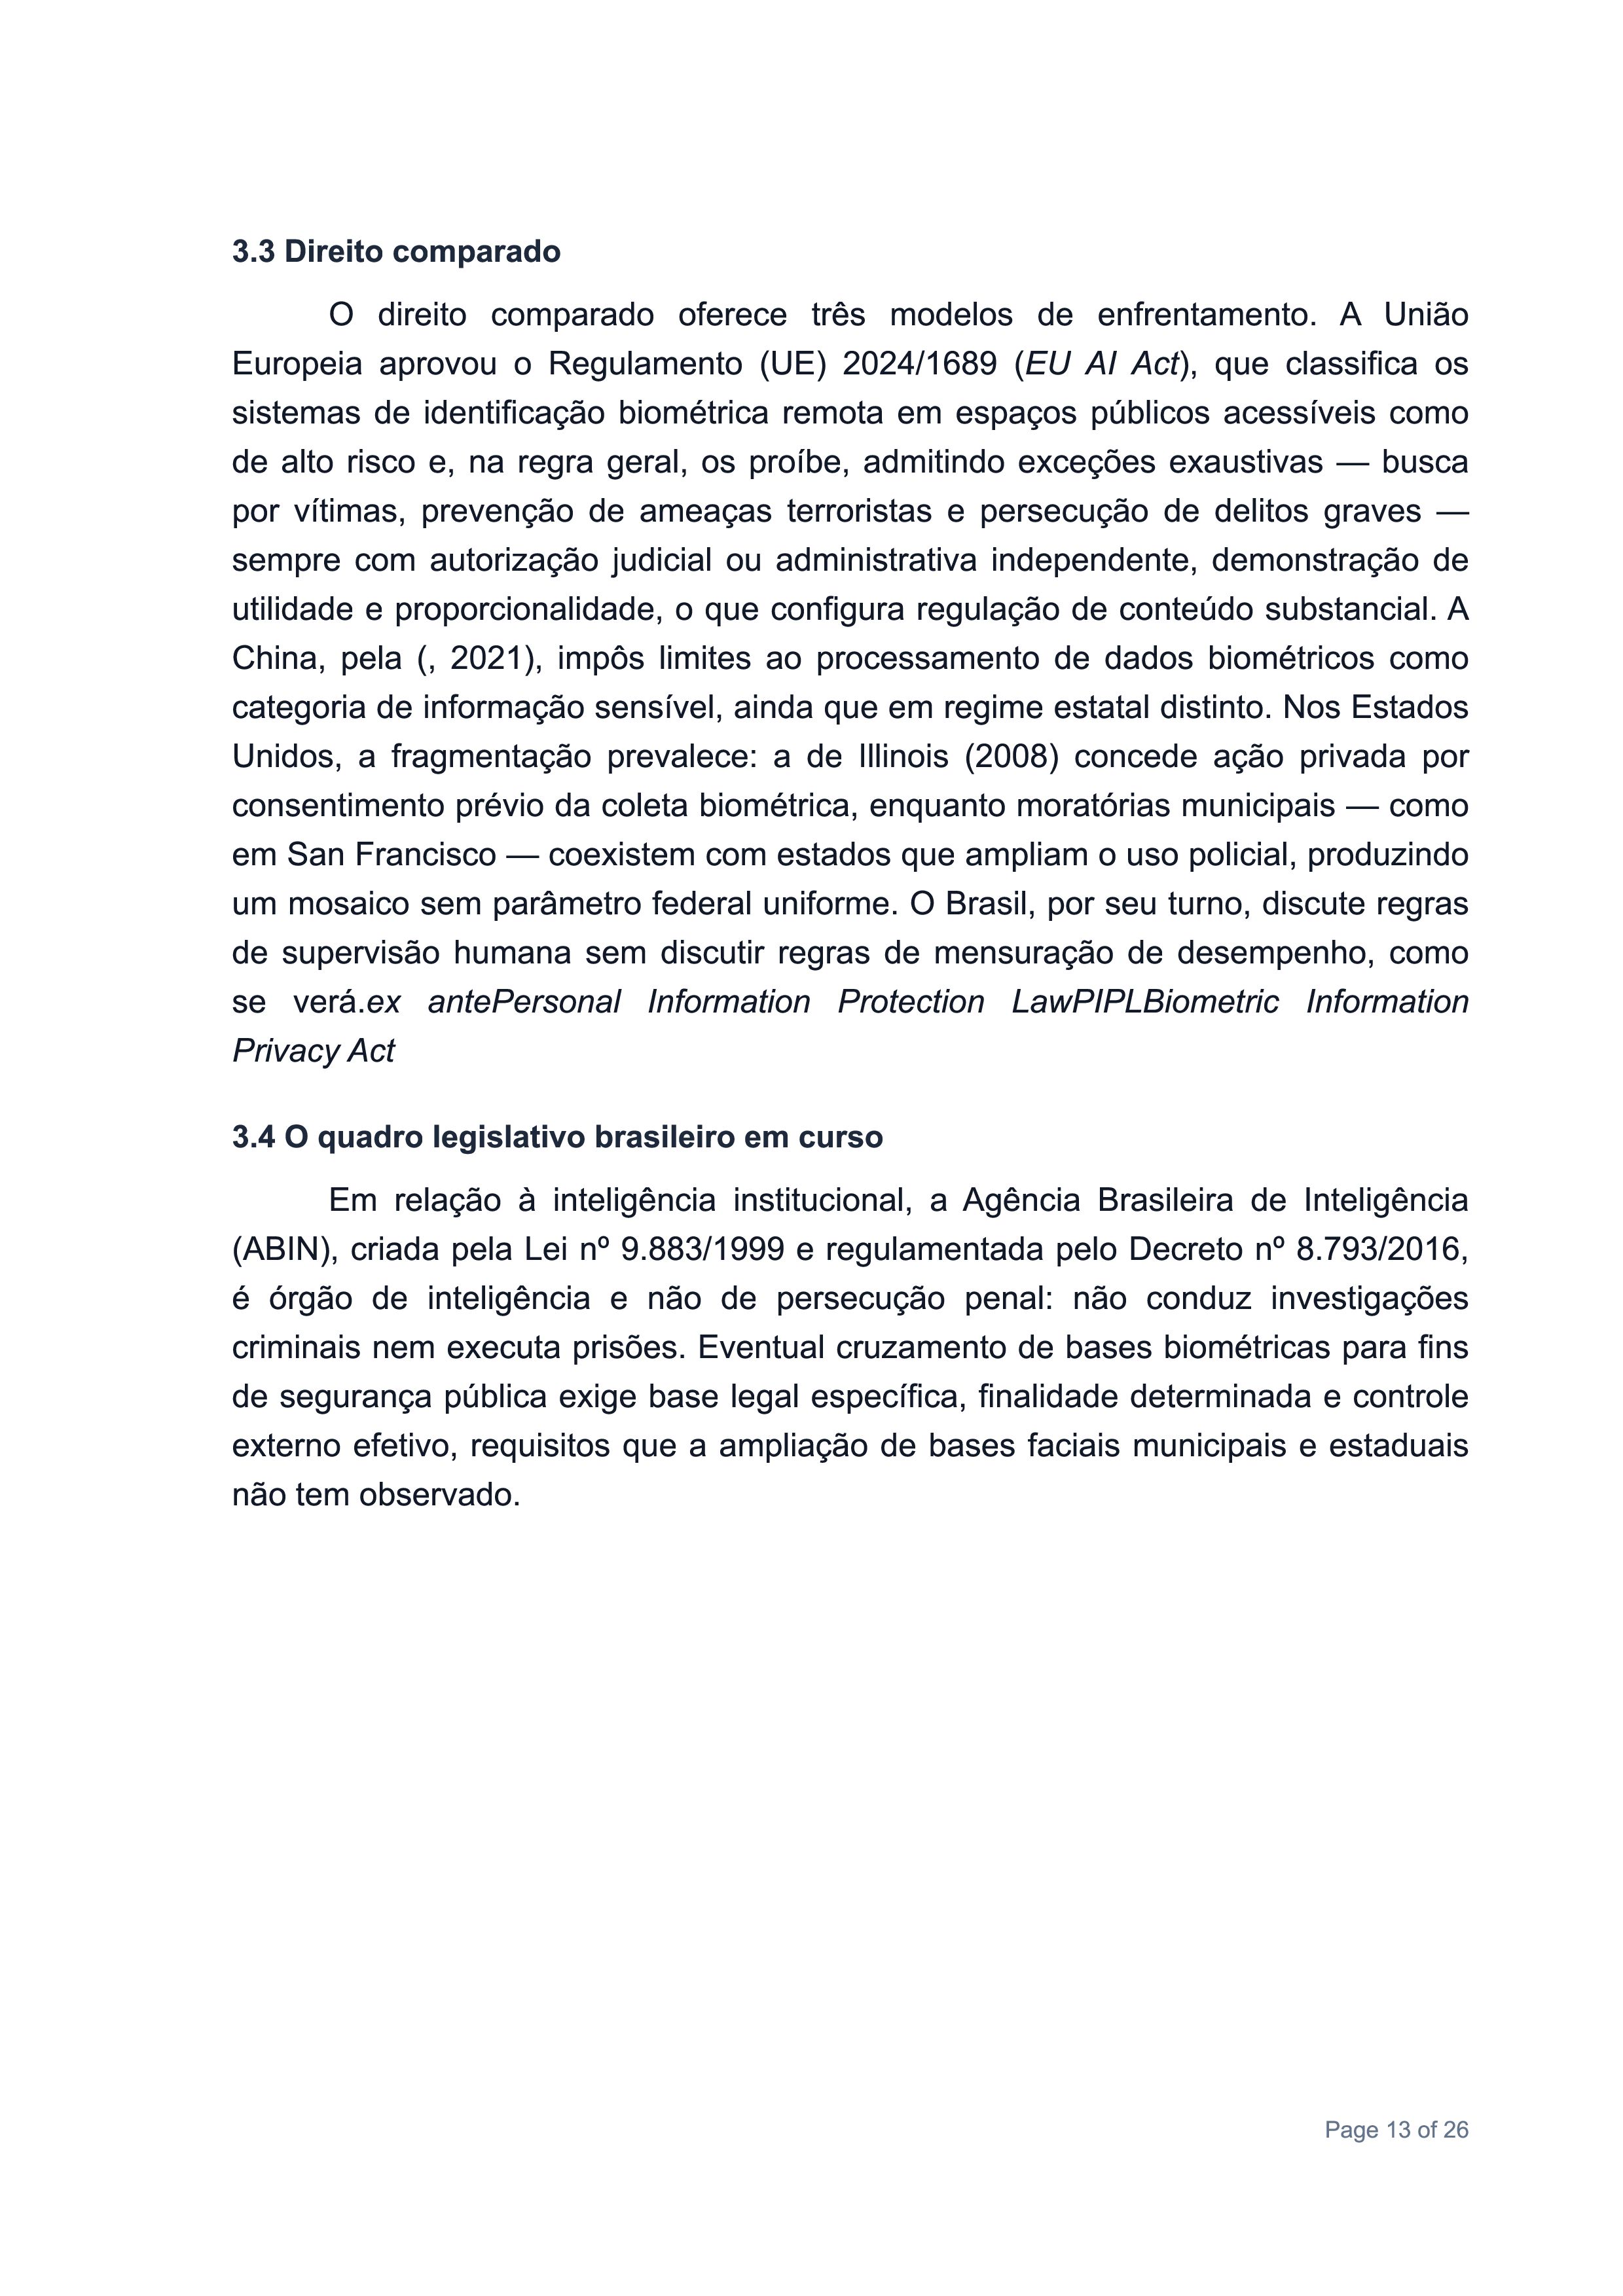 3.3 Direito comparado
O direito comparado oferece três modelos de enfrentamento. A União
Europeia aprovou o Regulamento (UE) 2024/1689 (EU AI Act), que classifica os
sistemas de identificação biométrica remota em espaços públicos acessíveis como
de alto risco e, na regra geral, os proíbe, admitindo exceções exaustivas — busca
por vítimas, prevenção de ameaças terroristas e persecução de delitos graves —
sempre com autorização judicial ou administrativa independente, demonstração de
utilidade e proporcionalidade, o que configura regulação de conteúdo substancial. A
China, pela (, 2021), impôs limites ao processamento de dados biométricos como
categoria de informação sensível, ainda que em regime estatal distinto. Nos Estados
Unidos, a fragmentação prevalece: a de Illinois (2008) concede ação privada por
consentimento prévio da coleta biométrica, enquanto moratórias municipais — como
em San Francisco — coexistem com estados que ampliam o uso policial, produzindo
um mosaico sem parâmetro federal uniforme. O Brasil, por seu turno, discute regras
de supervisão humana sem discutir regras de mensuração de desempenho, como
se verá.ex antePersonal Information Protection LawPIPLBiometric Information
Privacy Act
3.4 O quadro legislativo brasileiro em curso
Em relação à inteligência institucional, a Agência Brasileira de Inteligência
(ABIN), criada pela Lei nº 9.883/1999 e regulamentada pelo Decreto nº 8.793/2016,
é órgão de inteligência e não de persecução penal: não conduz investigações
criminais nem executa prisões. Eventual cruzamento de bases biométricas para fins
de segurança pública exige base legal específica, finalidade determinada e controle
externo efetivo, requisitos que a ampliação de bases faciais municipais e estaduais
não tem observado.
Page 13 of 26